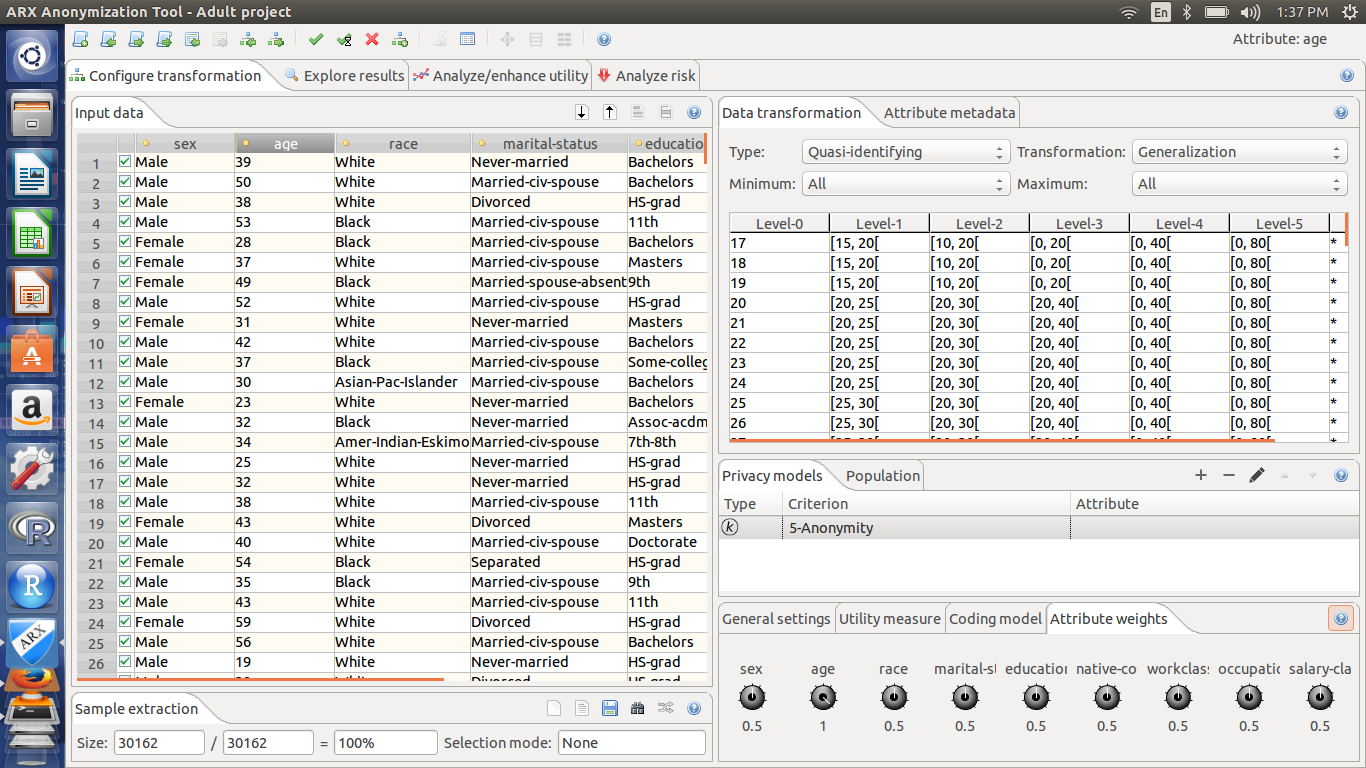 ARX Anonymization Tool - Adult project En 1:37 PM
Attribute: age
Configure transformation Explore results Analyze/enhance utility Analyze risk
Input data
sex age race marital-status educatio
1 Male 39 White Never-married Bachelors
2 Male 50 White Married-civ-spouse Bachelors
3 Male 38 White Divorced HS-grad
4 Male 53 Black Married-civ-spouse 11th
5 Female 28 Black Married-civ-spouse Bachelors
6 Female 37 White Married-civ-spouse Masters
7 Female 49 Black Married-spouse-absent 9th
8 Male 52 White Married-civ-spouse HS-grad
9 Female 31 White Never-married Masters
10 Male 42 White Married-civ-spouse Bachelors
11 Male 37 Black Married-civ-spouse Some-colleg
12 Male 30 Asian-Pac-Islander Married-civ-spouse Bachelors
13 Female 23 White Never-married Bachelors
14 Male 32 Black Never-married Assoc-acdm
15 Male 34 Amer-Indian-Eskimo Married-civ-spouse 7th-8th
16 Male 25 White Never-married HS-grad
17 Male 32 White Never-married HS-grad
18 Male 38 White Married-civ-spouse 11th
19 Female 43 White Divorced Masters
20 Male 40 White Married-civ-spouse Doctorate
21 Female 54 Black Separated HS-grad
22 Male 35 Black Married-civ-spouse 9th
23 Male 43 White Married-civ-spouse 11th
24 Female 59 White Divorced HS-grad
25 Male 56 White Married-civ-spouse Bachelors
26 Male 19 White Never-married HS-grad
Sample extraction
Size: 30162 / 30162 = 100% Selection mode: None
Data transformation Attribute metadata
Type: Quasi-identifying Transformation: Generalization
Minimum: All Maximum: All
Level-0 Level-1 Level-2 Level-3 Level-4 Level-5
17 [15, 20[ [10, 20[ [0, 20[ [0, 40[ [0, 80[ *
18 [15, 20[ [10, 20[ [0, 20[ [0, 40[ [0, 80[ *
19 [15, 20[ [10, 20[ [0, 20[ [0, 40[ [0, 80[ *
20 [20, 25[ [20, 30[ [20, 40[ [0, 40[ [0, 80[ *
21 [20, 25[ [20, 30[ [20, 40[ [0, 40[ [0, 80[ *
22 [20, 25[ [20, 30[ [20, 40[ [0, 40[ [0, 80[ *
23 [20, 25[ [20, 30[ [20, 40[ [0, 40[ [0, 80[ *
24 [20, 25[ [20, 30[ [20, 40[ [0, 40[ [0, 80[ *
25 [25, 30[ [20, 30[ [20, 40[ [0, 40[ [0, 80[ *
26 [25, 30[ [20, 30[ [20, 40[ [0, 40[ [0, 80[ *
Privacy models Population
Type Criterion Attribute
k 5-Anonymity
General settings Utility measure Coding model Attribute weights
sex age race marital-st education native-co workclass occupatio salary-cla
0.5 1 0.5 0.5 0.5 0.5 0.5 0.5 0.5
ARX